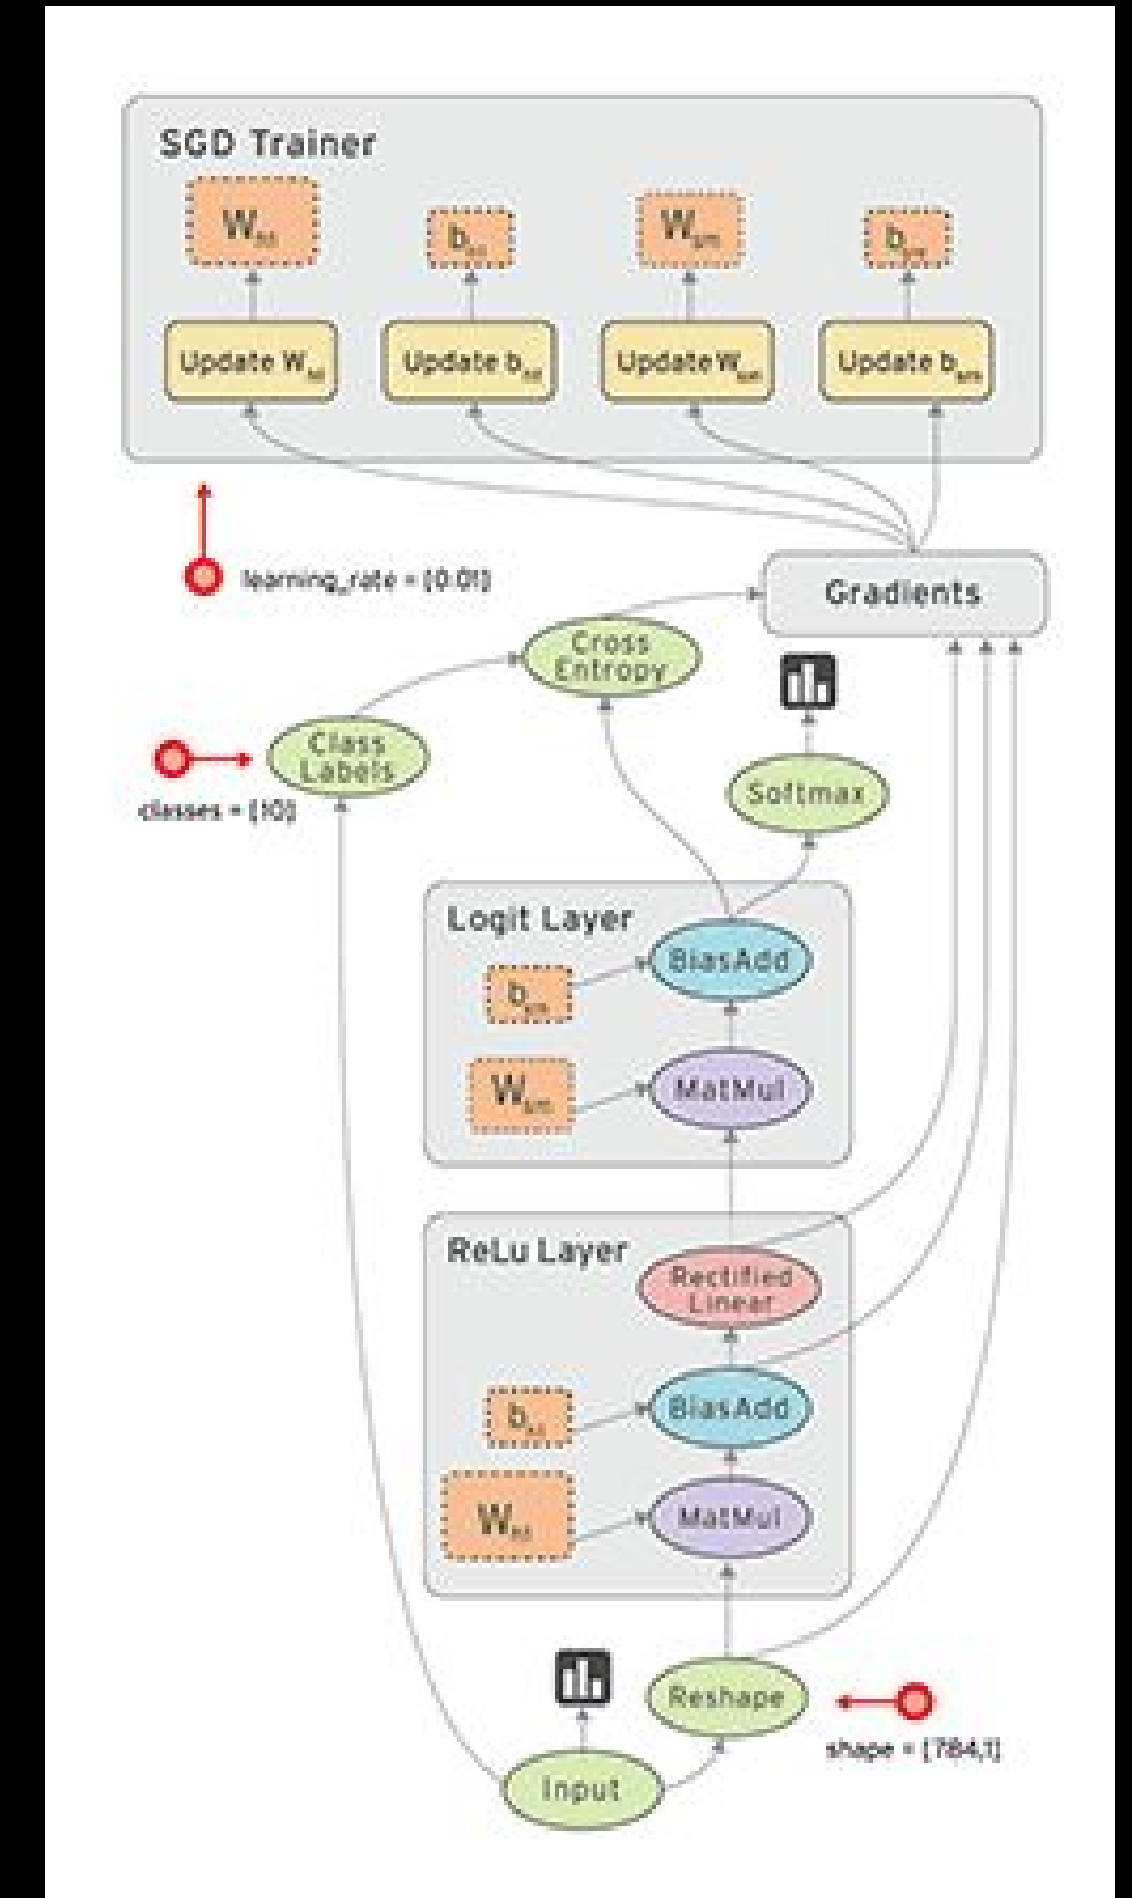 SGD Trainer
W
b
W
b
Update W
Update b
Update W
Update b
learning_rate = [0.01]
Gradients
Cross
Entropy
Class
Labels
classes = [10]
Softmax
Logit Layer
BiasAdd
b
W
MatMul
ReLu Layer
Rectified
Linear
b
BiasAdd
W
MatMul
Reshape
shape = [784,1]
Input